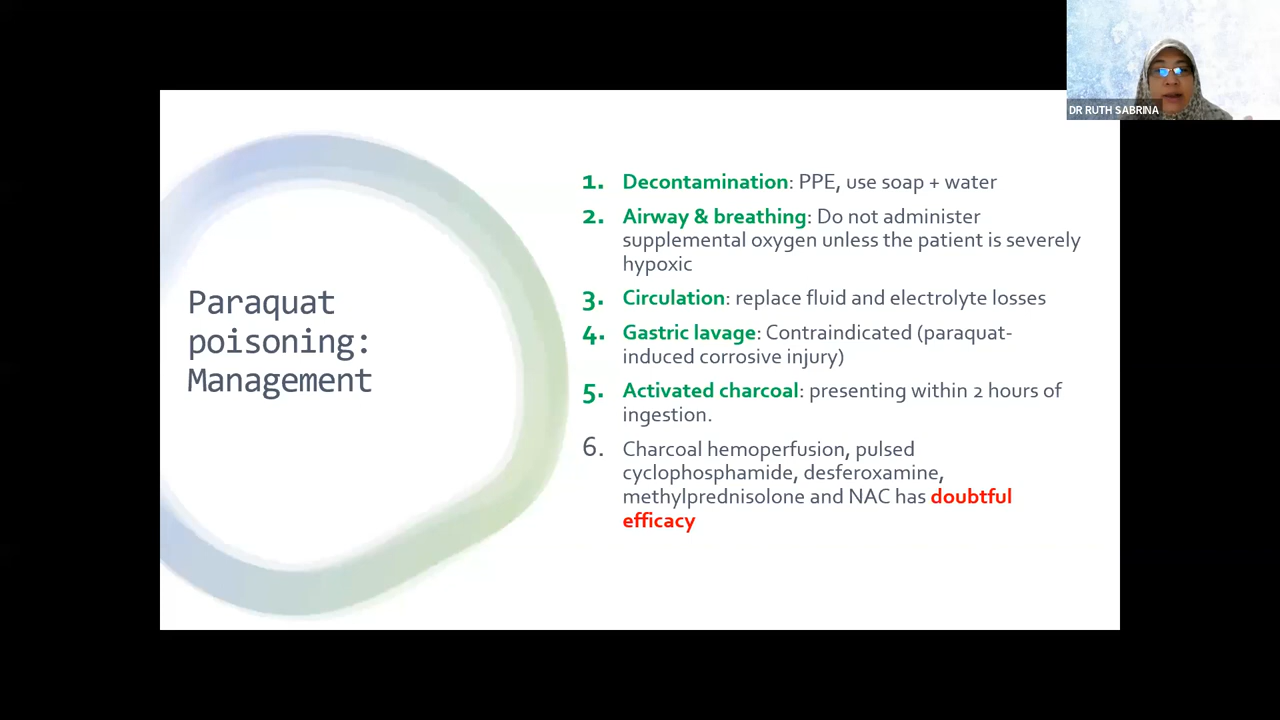 DR RUTH SABRINA
Paraquat
poisoning:
Management
1. Decontamination: PPE, use soap + water
2. Airway & breathing: Do not administer
supplemental oxygen unless the patient is severely
hypoxic
3. Circulation: replace fluid and electrolyte losses
4. Gastric lavage: Contraindicated (paraquat-
induced corrosive injury)
5. Activated charcoal: presenting within 2 hours of
ingestion.
6. Charcoal hemoperfusion, pulsed
cyclophosphamide, desferoxamine,
methylprednisolone and NAC has doubtful
efficacy